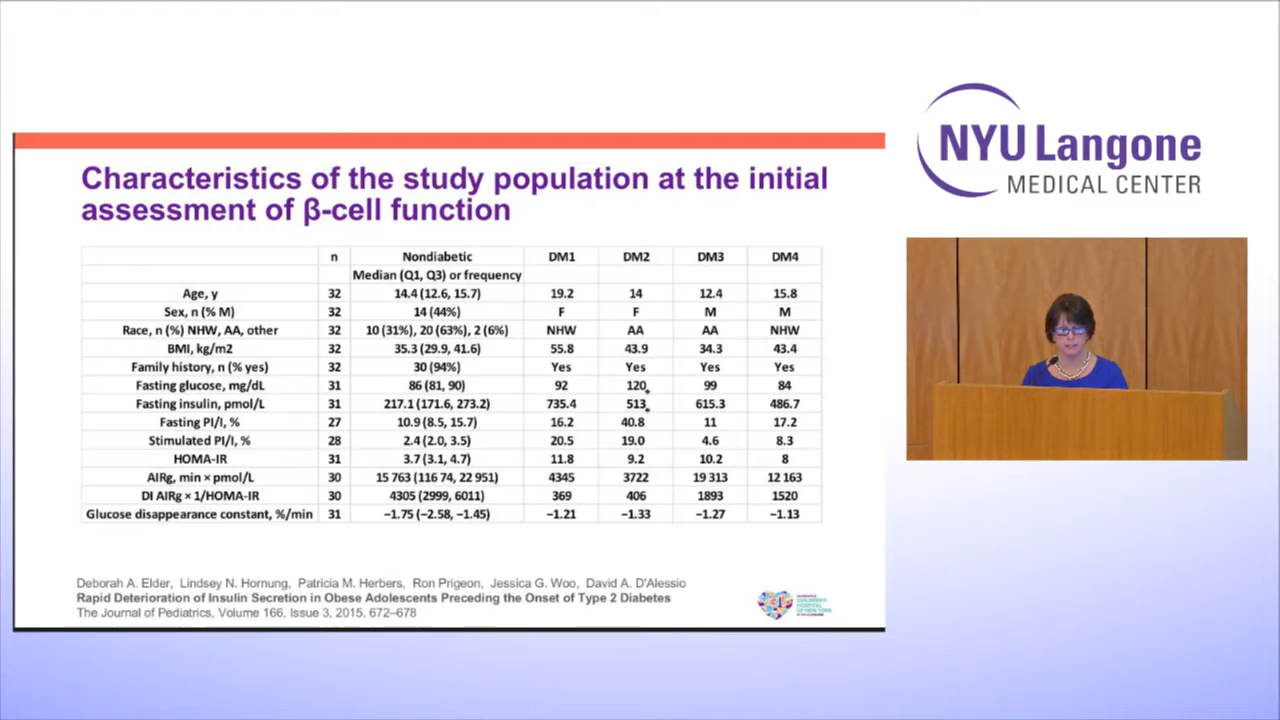 NYU Langone
MEDICAL CENTER
Characteristics of the study population at the initial
assessment of β-cell function
n Nondiabetic DM1 DM2 DM3 DM4
Median (Q1, Q3) or frequency
Age, y 32 14.4 (12.6, 15.7) 19.2 14 12.4 15.8
Sex, n (% M) 32 14 (44%) F F M M
Race, n (%) NHW, AA, other 32 10 (31%), 20 (63%), 2 (6%) NHW AA AA NHW
BMI, kg/m2 32 35.3 (29.9, 41.6) 55.8 43.9 34.3 43.4
Family history, n (% yes) 32 30 (94%) Yes Yes Yes Yes
Fasting glucose, mg/dL 31 86 (81, 90) 92 120* 99 84
Fasting insulin, pmol/L 31 217.1 (171.6, 273.2) 735.4 513* 615.3 486.7
Fasting PI/I, % 27 10.9 (8.5, 15.7) 16.2 40.8 11 17.2
Stimulated PI/I, % 28 2.4 (2.0, 3.5) 20.5 19.0 4.6 8.3
HOMA-IR 31 3.7 (3.1, 4.7) 11.8 9.2 10.2 8
AIRg, min × pmol/L 30 15 763 (116 74, 22 951) 4345 3722 19 313 12 163
DI AIRg × 1/HOMA-IR 30 4305 (2999, 6011) 369 406 1893 1520
Glucose disappearance constant, %/min 31 −1.75 (−2.58, −1.45) −1.21 −1.33 −1.27 −1.13
Deborah A. Elder, Lindsey N. Hornung, Patricia M. Herbers, Ron Prigeon, Jessica G. Woo, David A. D'Alessio
Rapid Deterioration of Insulin Secretion in Obese Adolescents Preceding the Onset of Type 2 Diabetes
The Journal of Pediatrics, Volume 166, Issue 3, 2015, 672–678